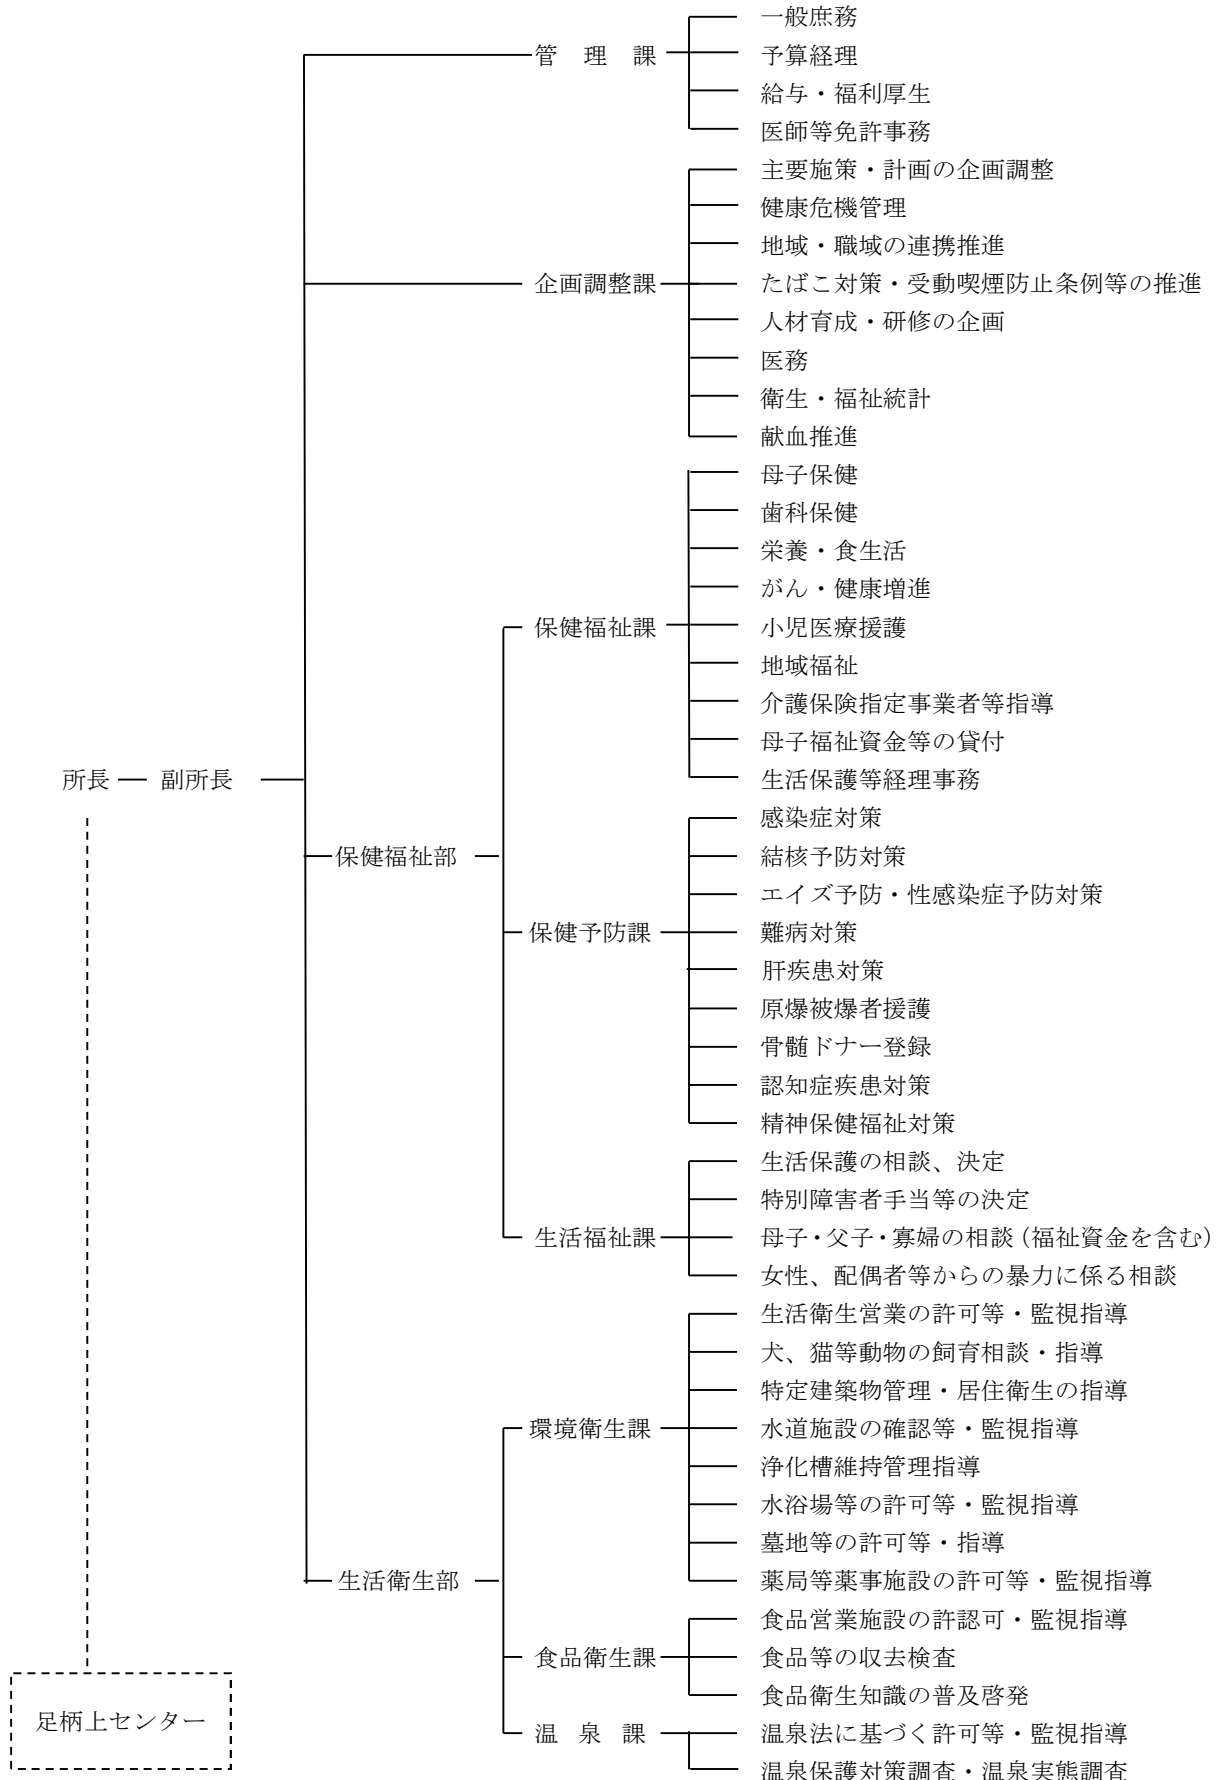 一般庶務
管理課
予算経理
給与・福利厚生
医師等免許事務
主要施策・計画の企画調整
健康危機管理
地域・職域の連携推進
企画調整課
たばこ対策・受動喫煙防止条例等の推進
人材育成・研修の企画
医務
衛生・福祉統計
献血推進
母子保健
歯科保健
栄養・食生活
がん・健康増進
保健福祉課
小児医療援護
地域福祉
介護保険指定事業者等指導
母子福祉資金等の貸付
所長
副所長
生活保護等経理事務
感染症対策
保健福祉部
結核予防対策
エイズ予防・性感染症予防対策
保健予防課
難病対策
肝疾患対策
原爆被爆者援護
骨髄ドナー登録
認知症疾患対策
精神保健福祉対策
生活保護の相談、決定
特別障害者手当等の決定
生活福祉課
母子・父子・寡婦の相談(福祉資金を含む)
女性、配偶者等からの暴力に係る相談
生活衛生営業の許可等・監視指導
犬、猫等動物の飼育相談・指導
特定建築物管理・居住衛生の指導
環境衛生課
水道施設の確認等・監視指導
浄化槽維持管理指導
水浴場等の許可等・監視指導
墓地等の許可等・指導
生活衛生部
薬局等薬事施設の許可等・監視指導
食品営業施設の許認可・監視指導
食品衛生課
食品等の収去検査
食品衛生知識の普及啓発
足柄上センター
温泉課
温泉法に基づく許可等・監視指導
温泉保護対策調査・温泉実態調査